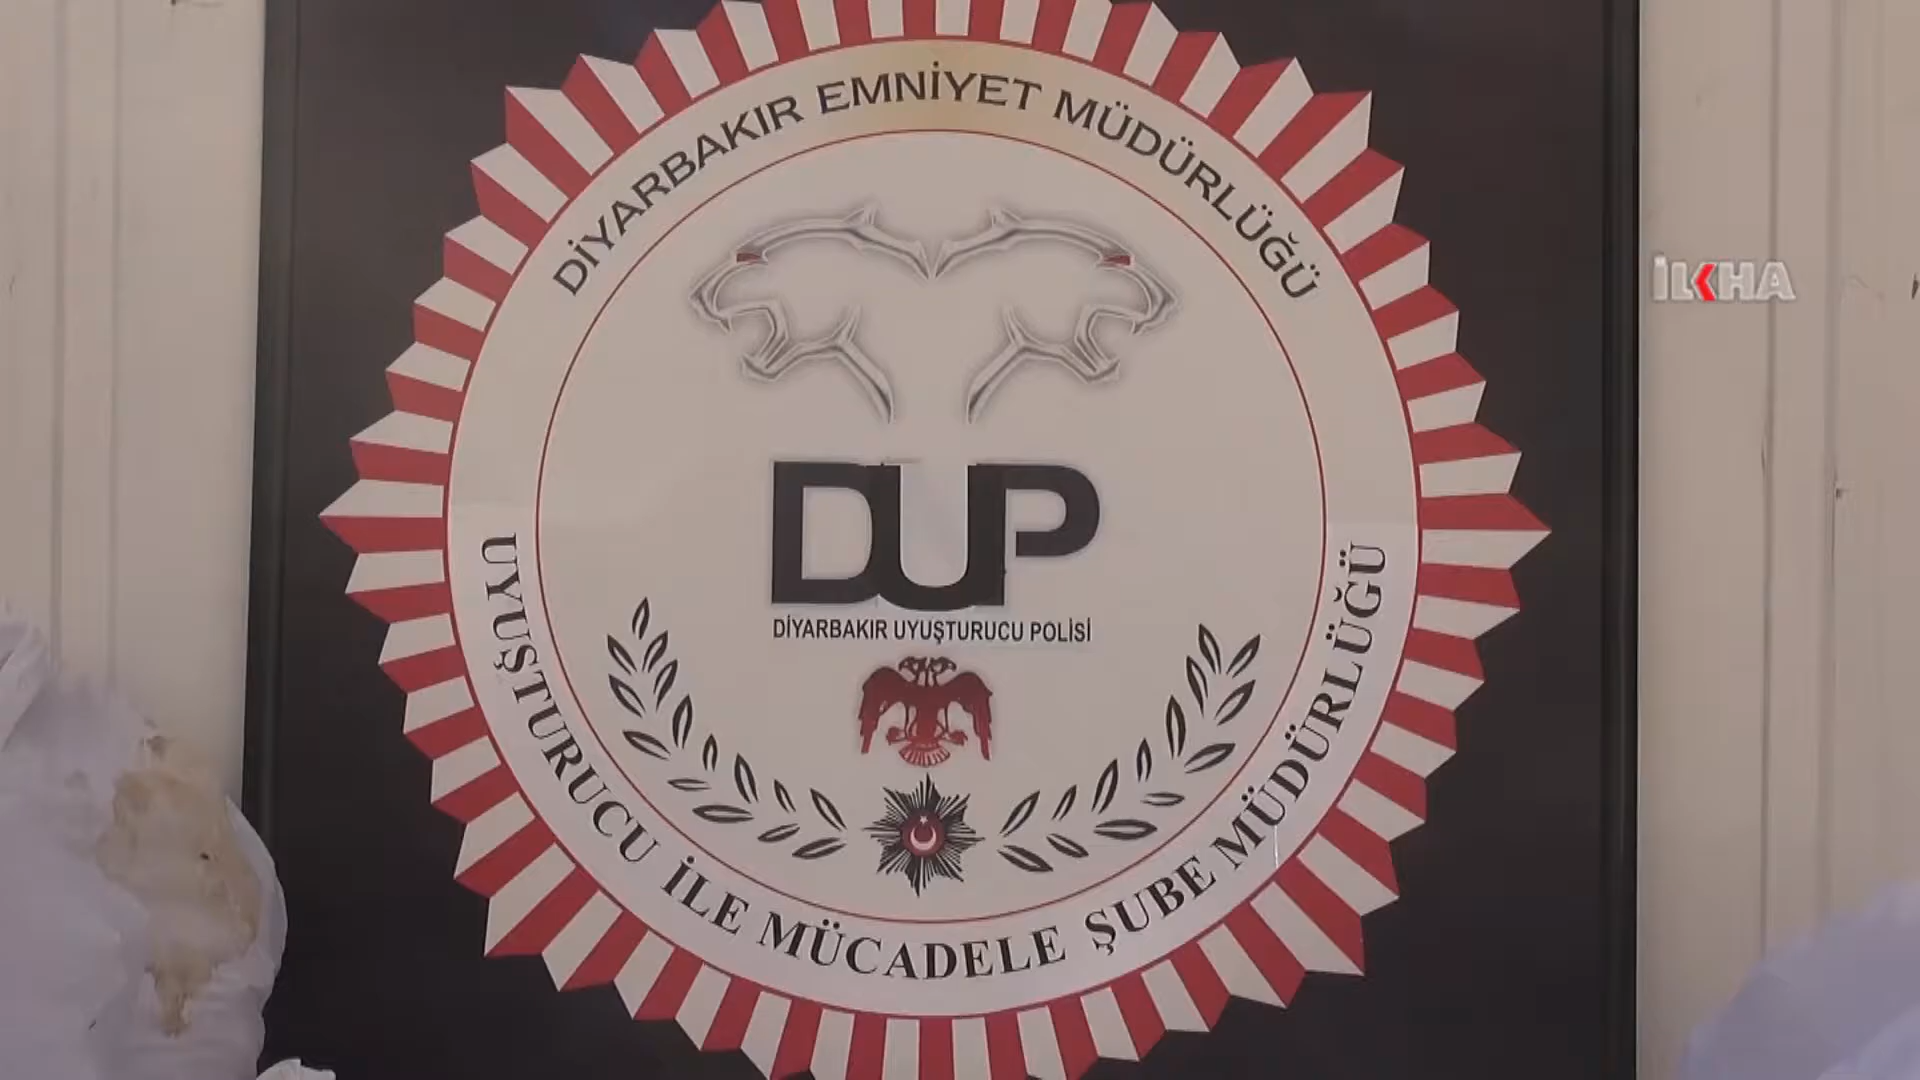 DİYARBAKIR EMNİYET MÜDÜRLÜĞÜ
İLKHA
DUP
DİYARBAKIR UYUŞTURUCU POLİSİ
UYUŞTURUCU İLE MÜCADELE ŞUBE MÜDÜRLÜĞÜ